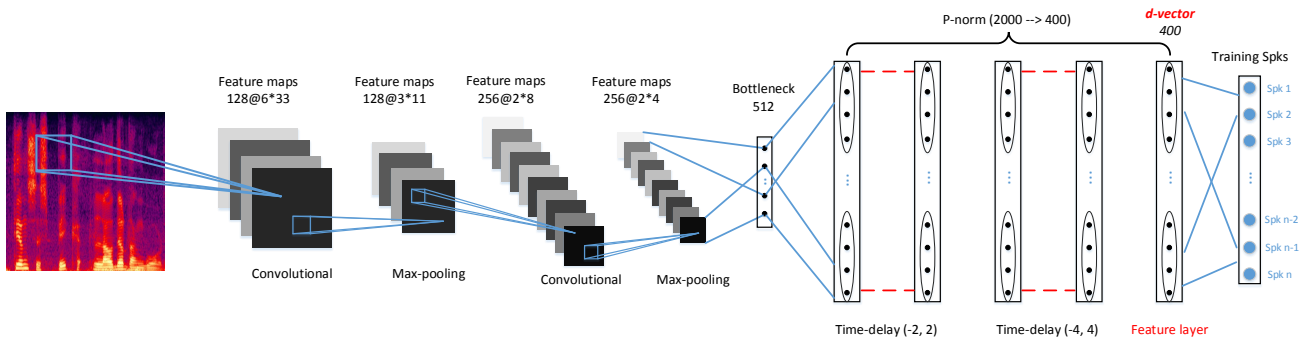 P-norm (2000 --> 400)
d-vector
400
Training Spks
Feature maps
128@6*33
Feature maps
128@3*11
Feature maps
256@2*8
Feature maps
256@2*4
Bottleneck
512
Spk 1
Spk 2
Spk 3
Spk n-2
Spk n-1
Spk n
Convolutional
Max-pooling
Convolutional
Max-pooling
Time-delay (-2, 2)
Time-delay (-4, 4)
Feature layer